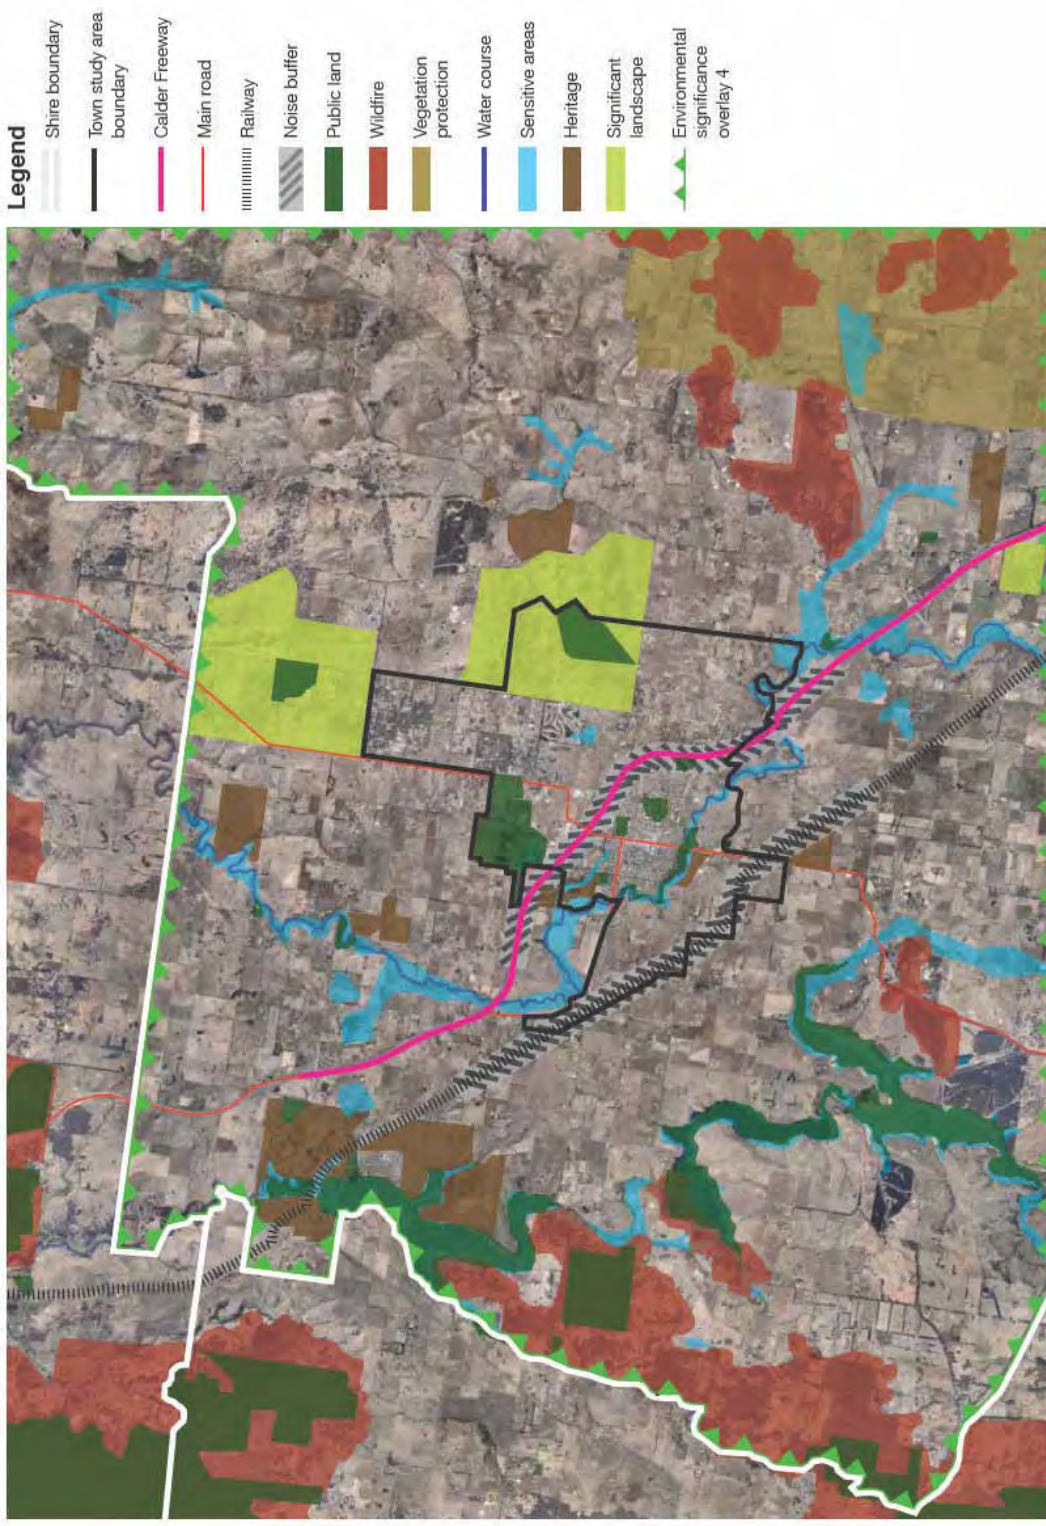 Legend
Shire boundary
Town study area
boundary
Calder Freeway
Main road
Railway
Noise buffer
Public land
Wildfire
Vegetation
protection
Water course
Sensitive areas
Heritage
Significant
landscape
Environmental
significance
overlay 4